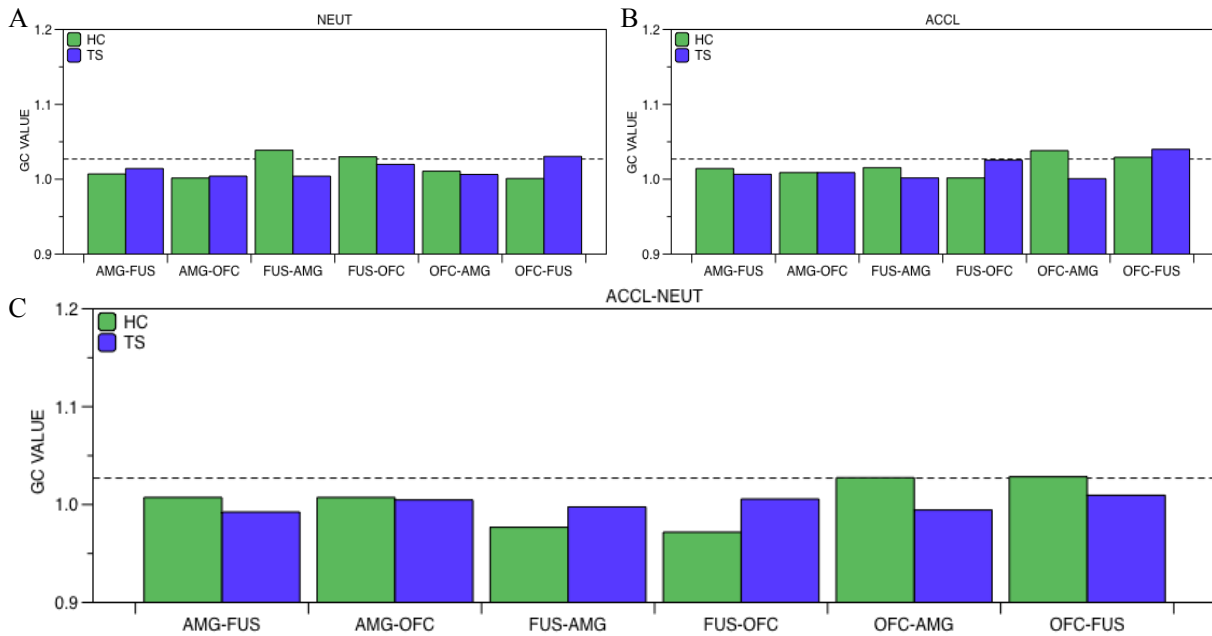 A
NEUT
1.2
1.1
1.0
0.9
GC VALUE
HC
TS
AMG-FUS AMG-OFC FUS-AMG FUS-OFC OFC-AMG OFC-FUS
B
ACCL
1.2
1.1
1.0
0.9
GC VALUE
HC
TS
AMG-FUS AMG-OFC FUS-AMG FUS-OFC OFC-AMG OFC-FUS
C
ACCL-NEUT
1.2
1.1
1.0
0.9
GC VALUE
HC
TS
AMG-FUS AMG-OFC FUS-AMG FUS-OFC OFC-AMG OFC-FUS